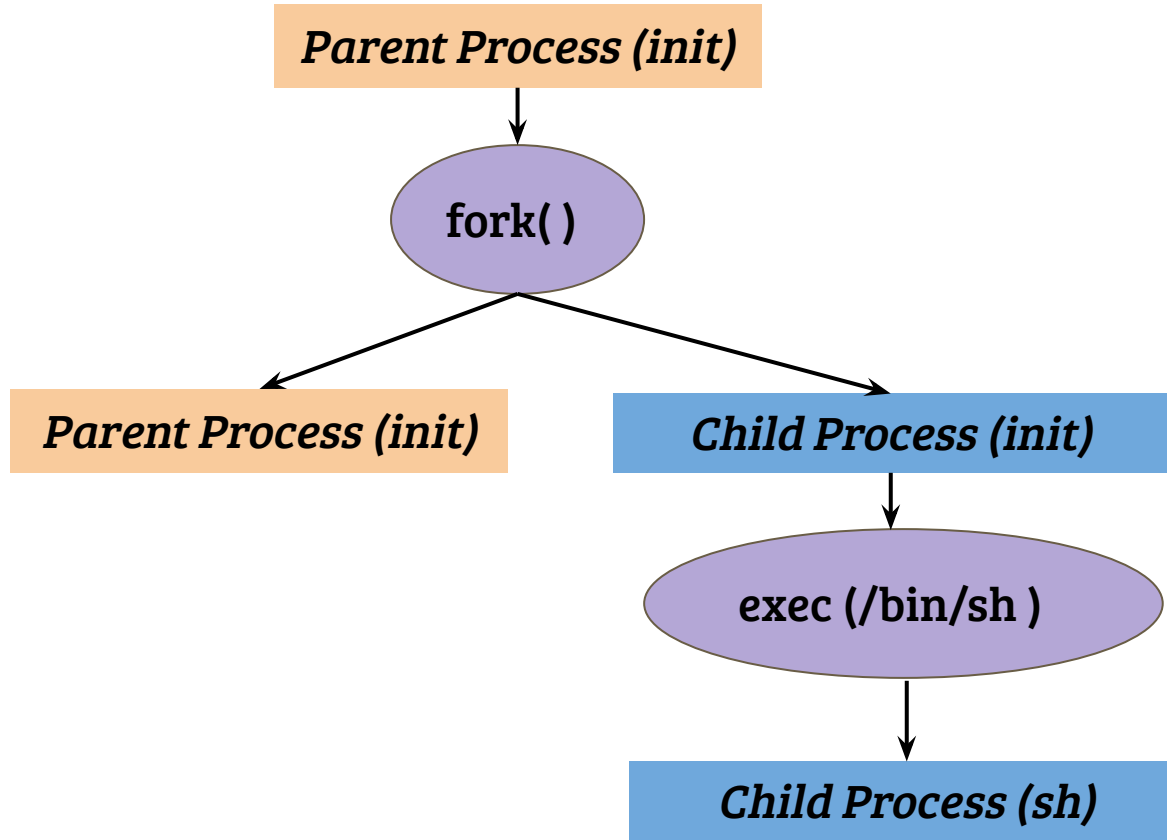 Parent Process (init)
fork( )
Parent Process (init)
Child Process (init)
exec (/bin/sh )
Child Process (sh)